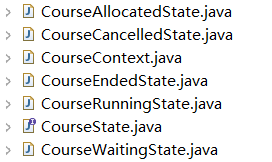 CourseAllocatedState.java
CourseCancelledState.java
CourseContext.java
CourseEndedState.java
CourseRunningState.java
CourseState.java
CourseWaitingState.java